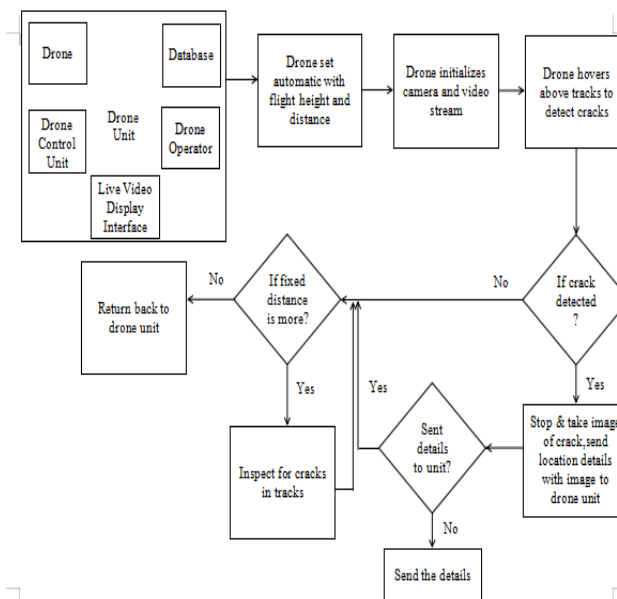 Drone
Database
Drone
Control
Unit
Drone
Unit
Drone
Operator
Live Video
Display
Interface
Drone set
automatic with
flight height and
distance
Drone initializes
camera and video
stream
Drone hovers
above tracks to
detect cracks
If crack
detected
?
No
Yes
If fixed
distance
is more?
No
Return back to
drone unit
Yes
Inspect for cracks
in tracks
Stop & take image
of crack,send
location details
with image to
drone unit
Sent
details
to unit?
Yes
No
Send the details